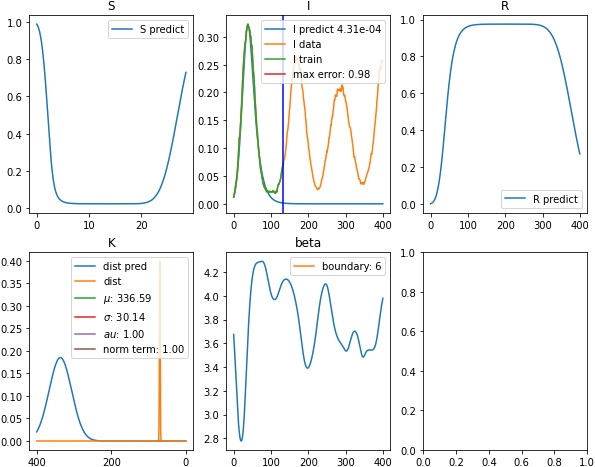 S
I
R
S predict
I predict 4.31e-04
I data
I train
max error: 0.98
R predict
1.0
0.8
0.6
0.4
0.2
0.0
0 10 20
0.30
0.25
0.20
0.15
0.10
0.05
0.00
0 100 200 300 400
1.0
0.8
0.6
0.4
0.2
0.0
0 100 200 300 400
K
beta
dist pred
dist
μ: 336.59
σ: 30.14
au: 1.00
norm term: 1.00
boundary: 6
0.40
0.35
0.30
0.25
0.20
0.15
0.10
0.05
0.00
400 200 0
4.2
4.0
3.8
3.6
3.4
3.2
3.0
2.8
0 100 200 300 400
1.0
0.8
0.6
0.4
0.2
0.0
0.0 0.2 0.4 0.6 0.8 1.0